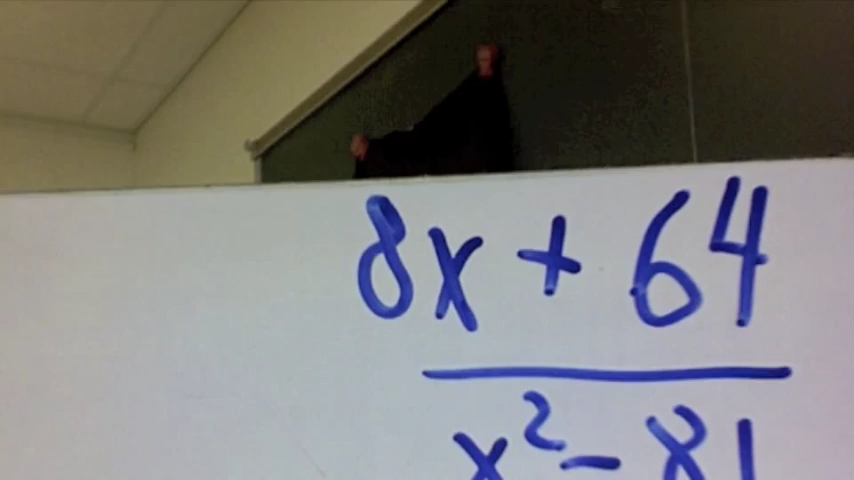 8x + 64
x² - 81